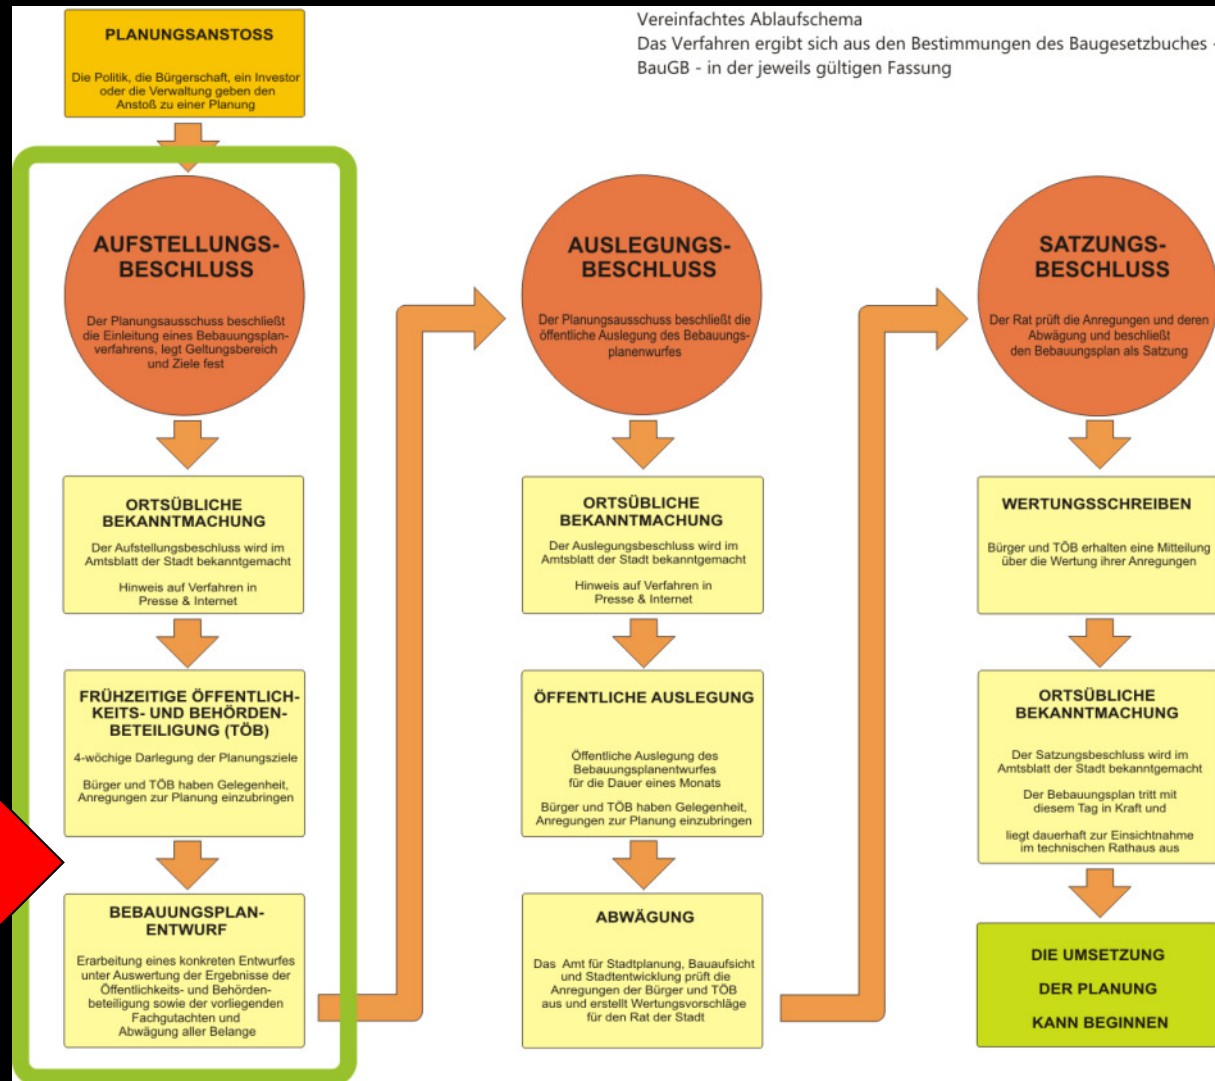 Vereinfachtes Ablaufschema
Das Verfahren ergibt sich aus den Bestimmungen des Baugesetzbuches -
BauGB - in der jeweils gültigen Fassung
PLANUNGSANSTOSS
Die Politik, die Bürgerschaft, ein Investor
oder die Verwaltung geben den
Anstoß zu einer Planung
AUFSTELLUNGS-
BESCHLUSS
Der Planungsausschuss beschließt
die Einleitung eines Bebauungsplan-
verfahrens, legt Geltungsbereich
und Ziele fest
ORTSÜBLICHE
BEKANNTMACHUNG
Der Aufstellungsbeschluss wird im
Amtsblatt der Stadt bekanntgemacht
Hinweis auf Verfahren in
Presse & Internet
FRÜHZEITIGE ÖFFENTLICH-
KEITS- UND BEHÖRDEN-
BETEILIGUNG (TÖB)
4-wöchige Darlegung der Planungsziele
Bürger und TÖB haben Gelegenheit,
Anregungen zur Planung einzubringen
BEBAUUNGSPLAN-
ENTWURF
Erarbeitung eines konkreten Entwurfes
unter Auswertung der Ergebnisse der
Öffentlichkeits- und Behörden-
beteiligung sowie der vorliegenden
Fachgutachten und
Abwägung aller Belange
AUSLEGUNGS-
BESCHLUSS
Der Planungsausschuss beschließt die
öffentliche Auslegung des Bebauungs-
planenwurfes
ORTSÜBLICHE
BEKANNTMACHUNG
Der Auslegungsbeschluss wird im
Amtsblatt der Stadt bekanntgemacht
Hinweis auf Verfahren in
Presse & Internet
ÖFFENTLICHE AUSLEGUNG
Öffentliche Auslegung des
Bebauungsplanentwurfes
für die Dauer eines Monats
Bürger und TÖB haben Gelegenheit,
Anregungen zur Planung einzubringen
ABWÄGUNG
Das Amt für Stadtplanung, Bauaufsicht
und Stadtentwicklung prüft die
Anregungen der Bürger und TÖB
aus und erstellt Wertungsvorschläge
für den Rat der Stadt
SATZUNGS-
BESCHLUSS
Der Rat prüft die Anregungen und deren
Abwägung und beschließt
den Bebauungsplan als Satzung
WERTUNGSSCHREIBEN
Bürger und TÖB erhalten eine Mitteilung
über die Wertung ihrer Anregungen
ORTSÜBLICHE
BEKANNTMACHUNG
Der Satzungsbeschluss wird im
Amtsblatt der Stadt bekanntgemacht
Der Bebauungsplan tritt mit
diesem Tag in Kraft und
liegt dauerhaft zur Einsichtnahme
im technischen Rathaus aus
DIE UMSETZUNG
DER PLANUNG
KANN BEGINNEN